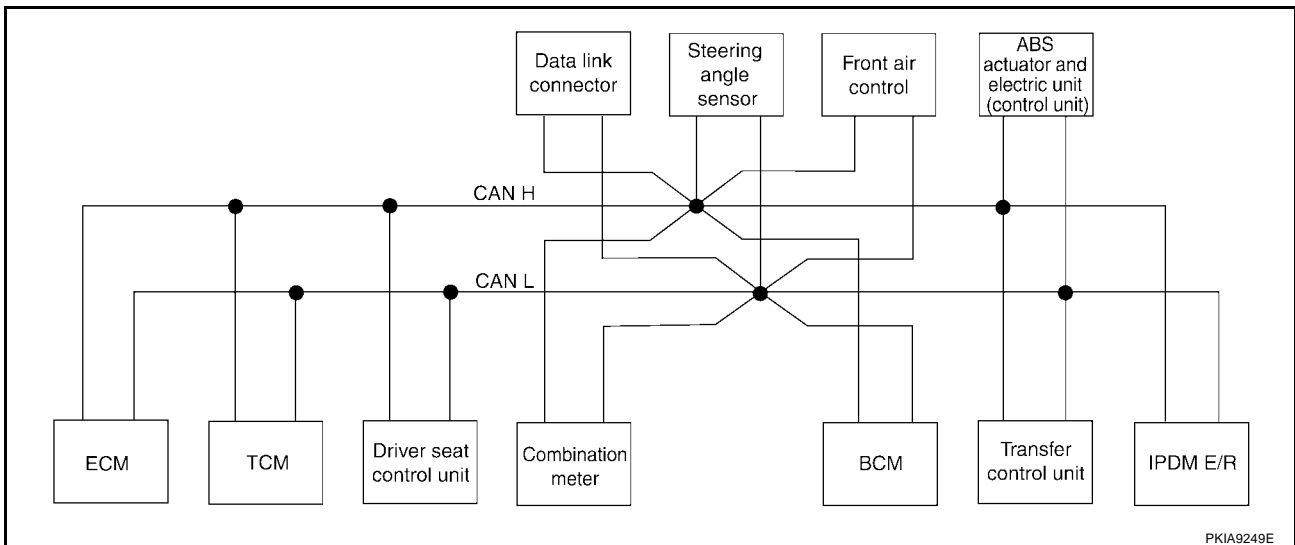 Data link
connector
Steering
angle
sensor
Front air
control
ABS
actuator and
electric unit
(control unit)
CAN H
CAN L
ECM
TCM
Driver seat
control unit
Combination
meter
BCM
Transfer
control unit
IPDM E/R
PKIA9249E